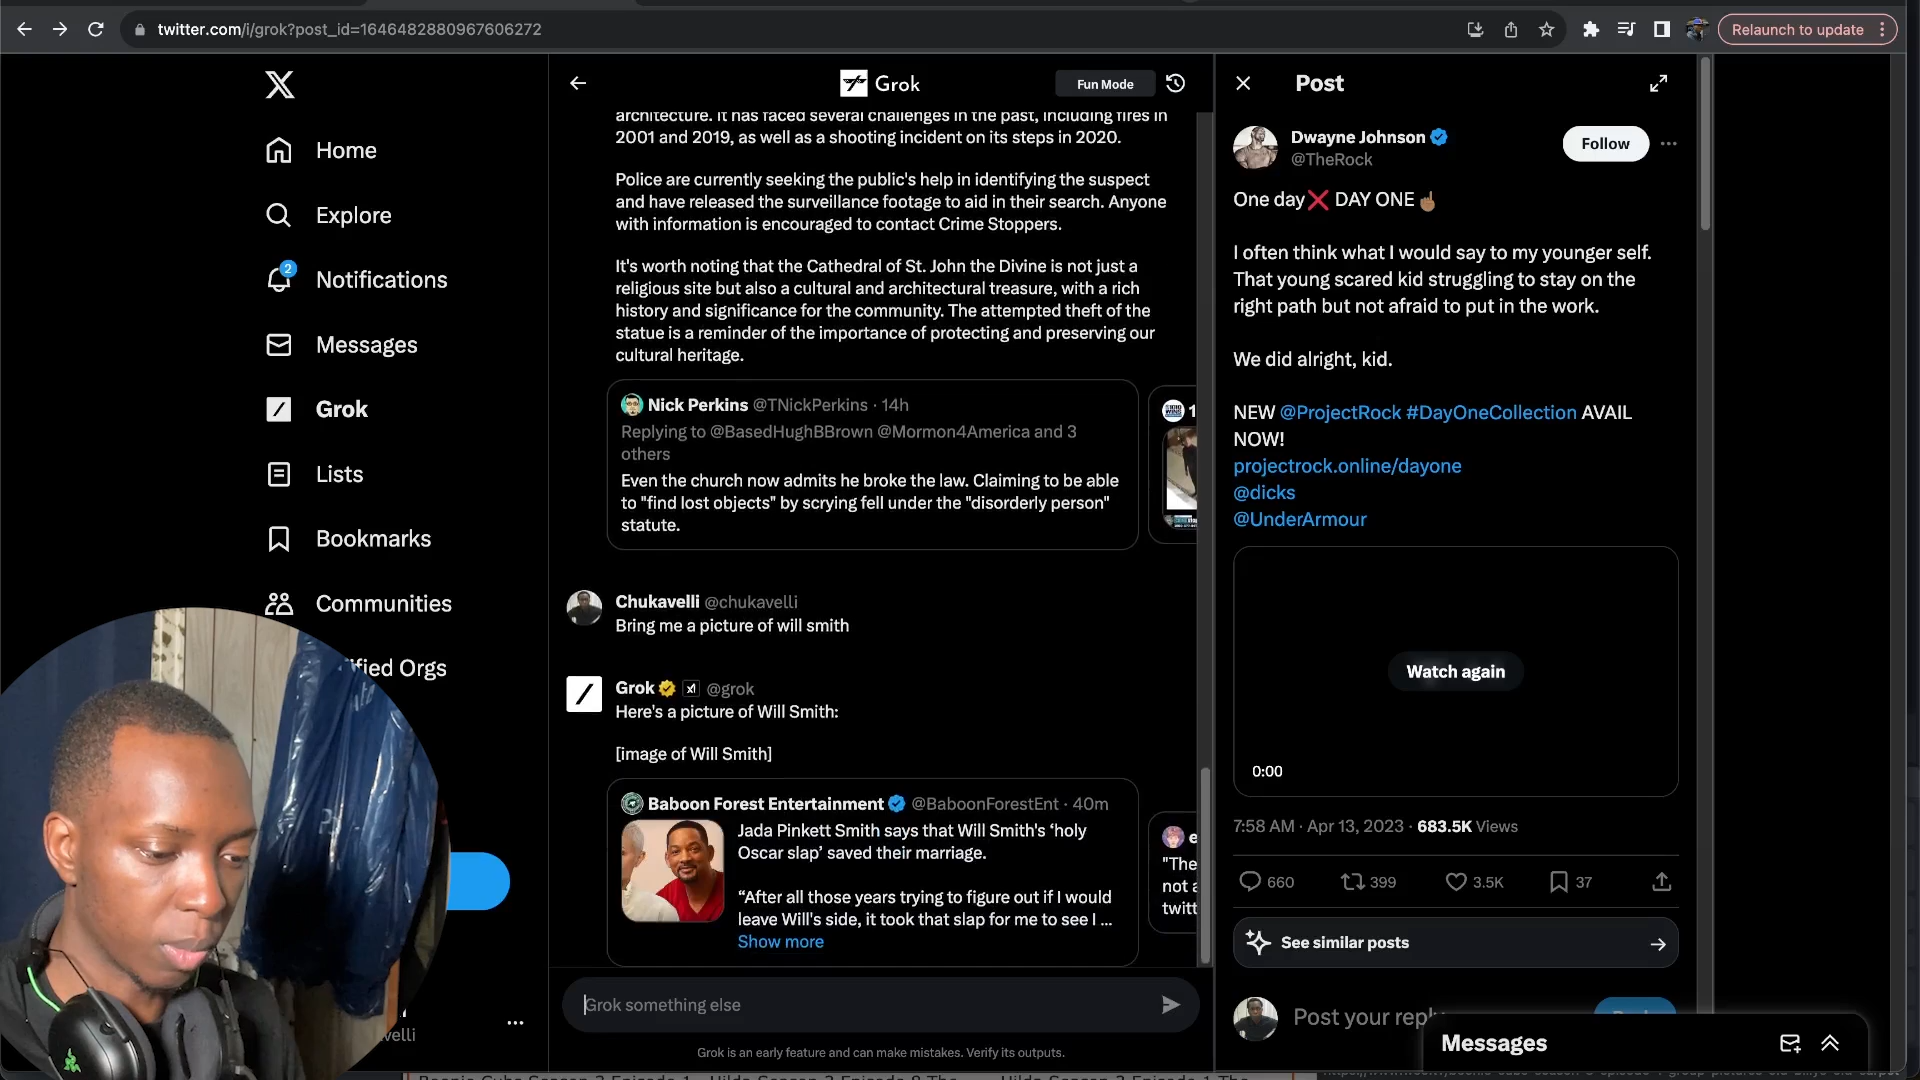 twitter.com/i/grok?post_id=1646482880967606272
Relaunch to update
Home
Explore
2
Notifications
Messages
Grok
Lists
Bookmarks
Communities
ified Orgs
velli
Grok
Fun Mode
architecture. It has faced several challenges in the past, including fires in
2001 and 2019, as well as a shooting incident on its steps in 2020.
Police are currently seeking the public's help in identifying the suspect
and have released the surveillance footage to aid in their search. Anyone
with information is encouraged to contact Crime Stoppers.
It's worth noting that the Cathedral of St. John the Divine is not just a
religious site but also a cultural and architectural treasure, with a rich
history and significance for the community. The attempted theft of the
statue is a reminder of the importance of protecting and preserving our
cultural heritage.
Nick Perkins @TNickPerkins · 14h
Replying to @BasedHughBBrown @Mormon4America and 3
others
Even the church now admits he broke the law. Claiming to be able
to "find lost objects" by scrying fell under the "disorderly person"
statute.
1
Chukavelli @chukavelli
Bring me a picture of will smith
Grok @grok
Here's a picture of Will Smith:
[image of Will Smith]
Baboon Forest Entertainment @BaboonForestEnt · 40m
Jada Pinkett Smith says that Will Smith's ‘holy
Oscar slap’ saved their marriage.
“After all those years trying to figure out if I would
leave Will's side, it took that slap for me to see I ...
Show more
e
"The
not a
twitt
Grok something else
Grok is an early feature and can make mistakes. Verify its outputs.
Post
Dwayne Johnson
@TheRock
Follow
One day❌ DAY ONE☝🏾
I often think what I would say to my younger self.
That young scared kid struggling to stay on the
right path but not afraid to put in the work.
We did alright, kid.
NEW @ProjectRock #DayOneCollection AVAIL
NOW!
projectrock.online/dayone
@dicks
@UnderArmour
Watch again
0:00
7:58 AM · Apr 13, 2023 · 683.5K Views
660
399
3.5K
37
See similar posts
Post your reply
Messages